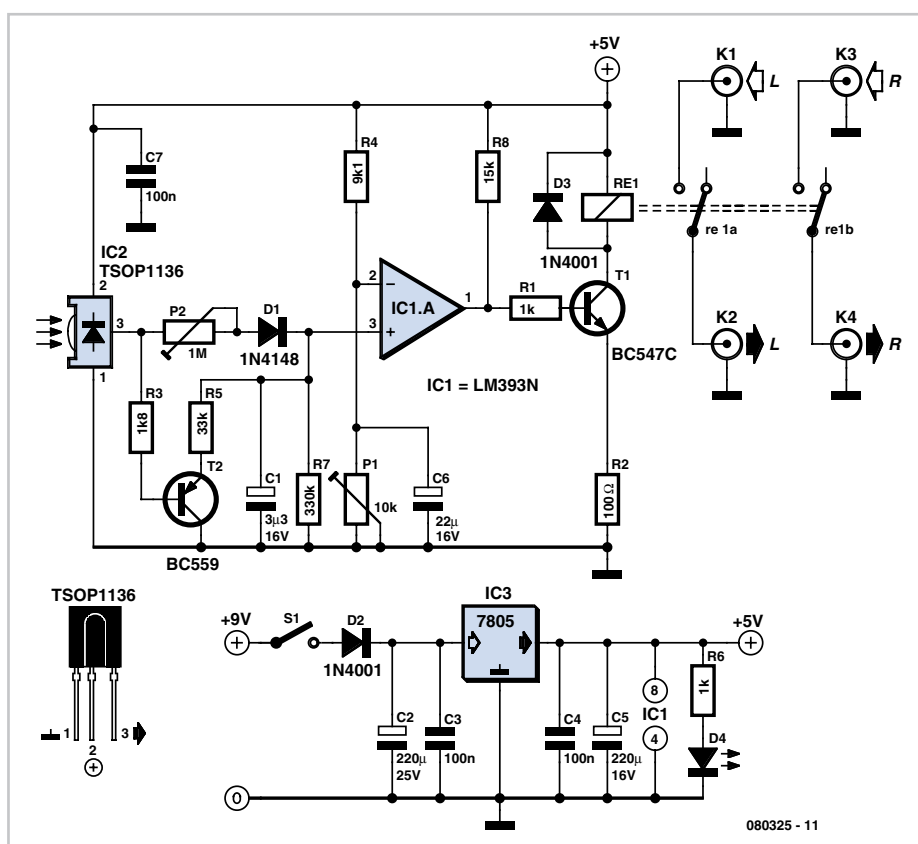 +5V
K1
K3
L
R
C7
100n
R4
9k1
R8
15k
D3
RE1
1N4001
re 1a
re1b
IC2
TSOP1136
2
3
1
P2
1M
D1
1N4148
2
3
IC1.A
1
R1
1k
T1
BC547C
K2
K4
L
R
IC1 = LM393N
R3
1k8
R5
33k
T2
BC559
C1
3µ3
16V
R7
330k
P1
10k
C6
22µ
16V
R2
100Ω
TSOP1136
1
2
3
+9V
S1
D2
1N4001
IC3
7805
+5V
C2
220µ
25V
C3
100n
C4
100n
C5
220µ
16V
8
IC1
4
R6
1k
D4
0
080325 - 11